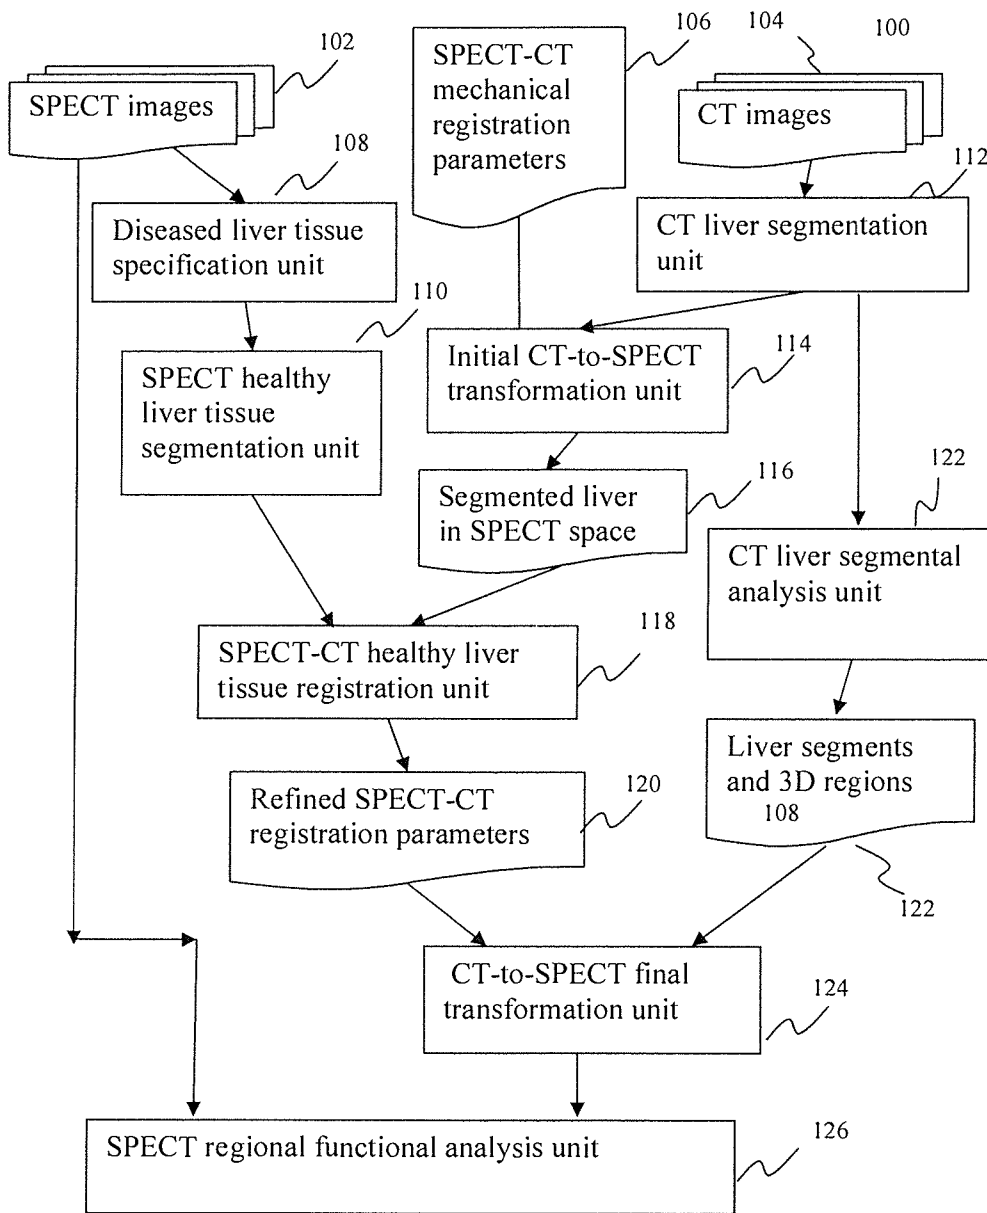 102
SPECT images
106
SPECT-CT
mechanical
registration
parameters
104
100
CT images
108
112
Diseased liver tissue
specification unit
CT liver segmentation
unit
110
SPECT healthy
liver tissue
segmentation unit
Initial CT-to-SPECT
transformation unit
114
Segmented liver
in SPECT space
116
122
CT liver segmental
analysis unit
SPECT-CT healthy liver
tissue registration unit
118
Refined SPECT-CT
registration parameters
120
Liver segments
and 3D regions
108
122
CT-to-SPECT final
transformation unit
124
SPECT regional functional analysis unit
126